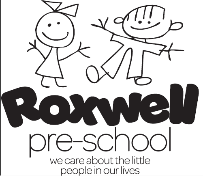 Roxwell
pre-school
we care about the little
people in our lives